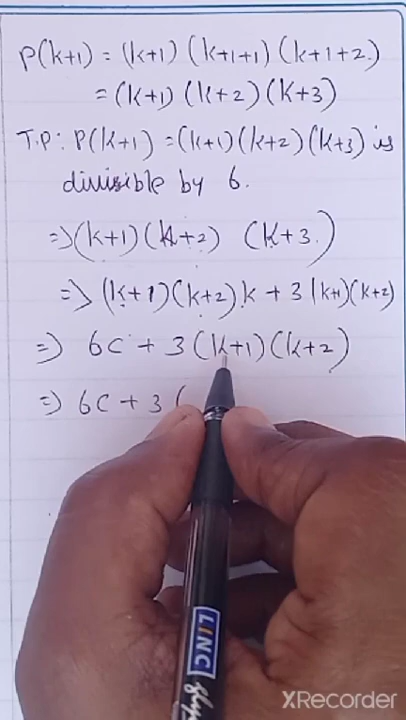 P(k+1) = (k+1) (k+1+1) (k+1+2)
= (k+1) (k+2) (k+3)
T.P: P(k+1) = (k+1)(k+2)(k+3) is
divisible by 6.
=> (k+1)(k+2) (k+3)
=> (k+1)(k+2)k + 3(k+1)(k+2)
=> 6c + 3(k+1)(k+2)
=> 6c + 3(
LINC
XRecorder